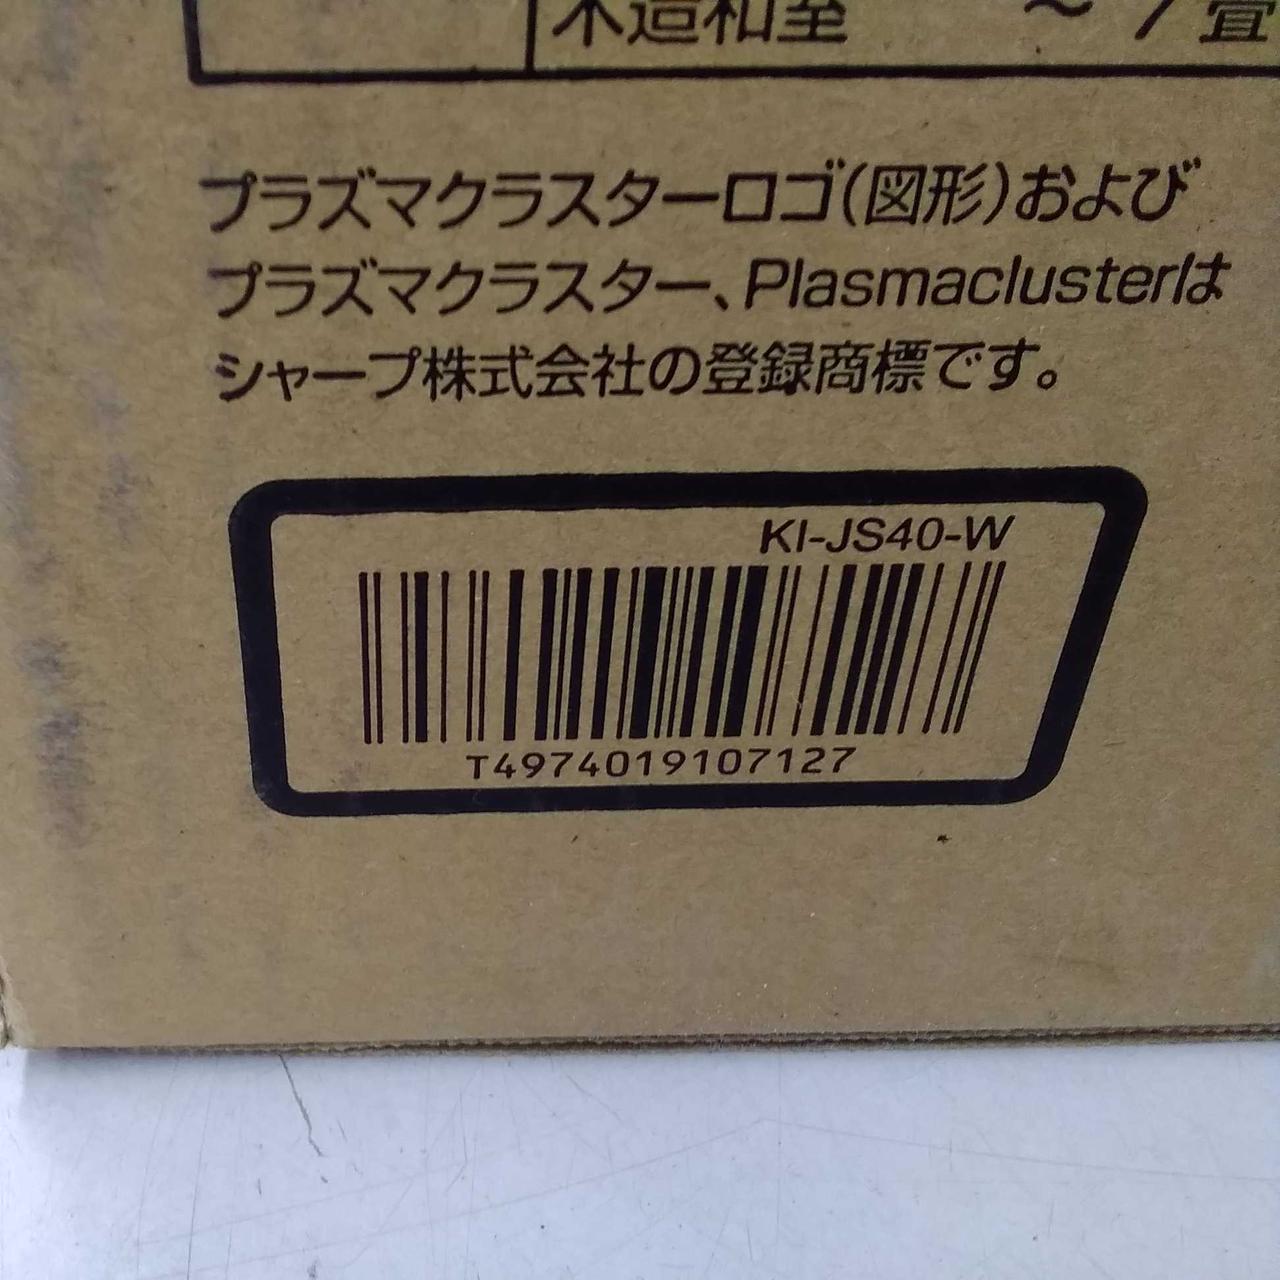 木造和室 ～7畳
プラズマクラスターロゴ(図形)および
プラズマクラスター、Plasmaclusterは
シャープ株式会社の登録商標です。
KI-JS40-W
T4974019107127